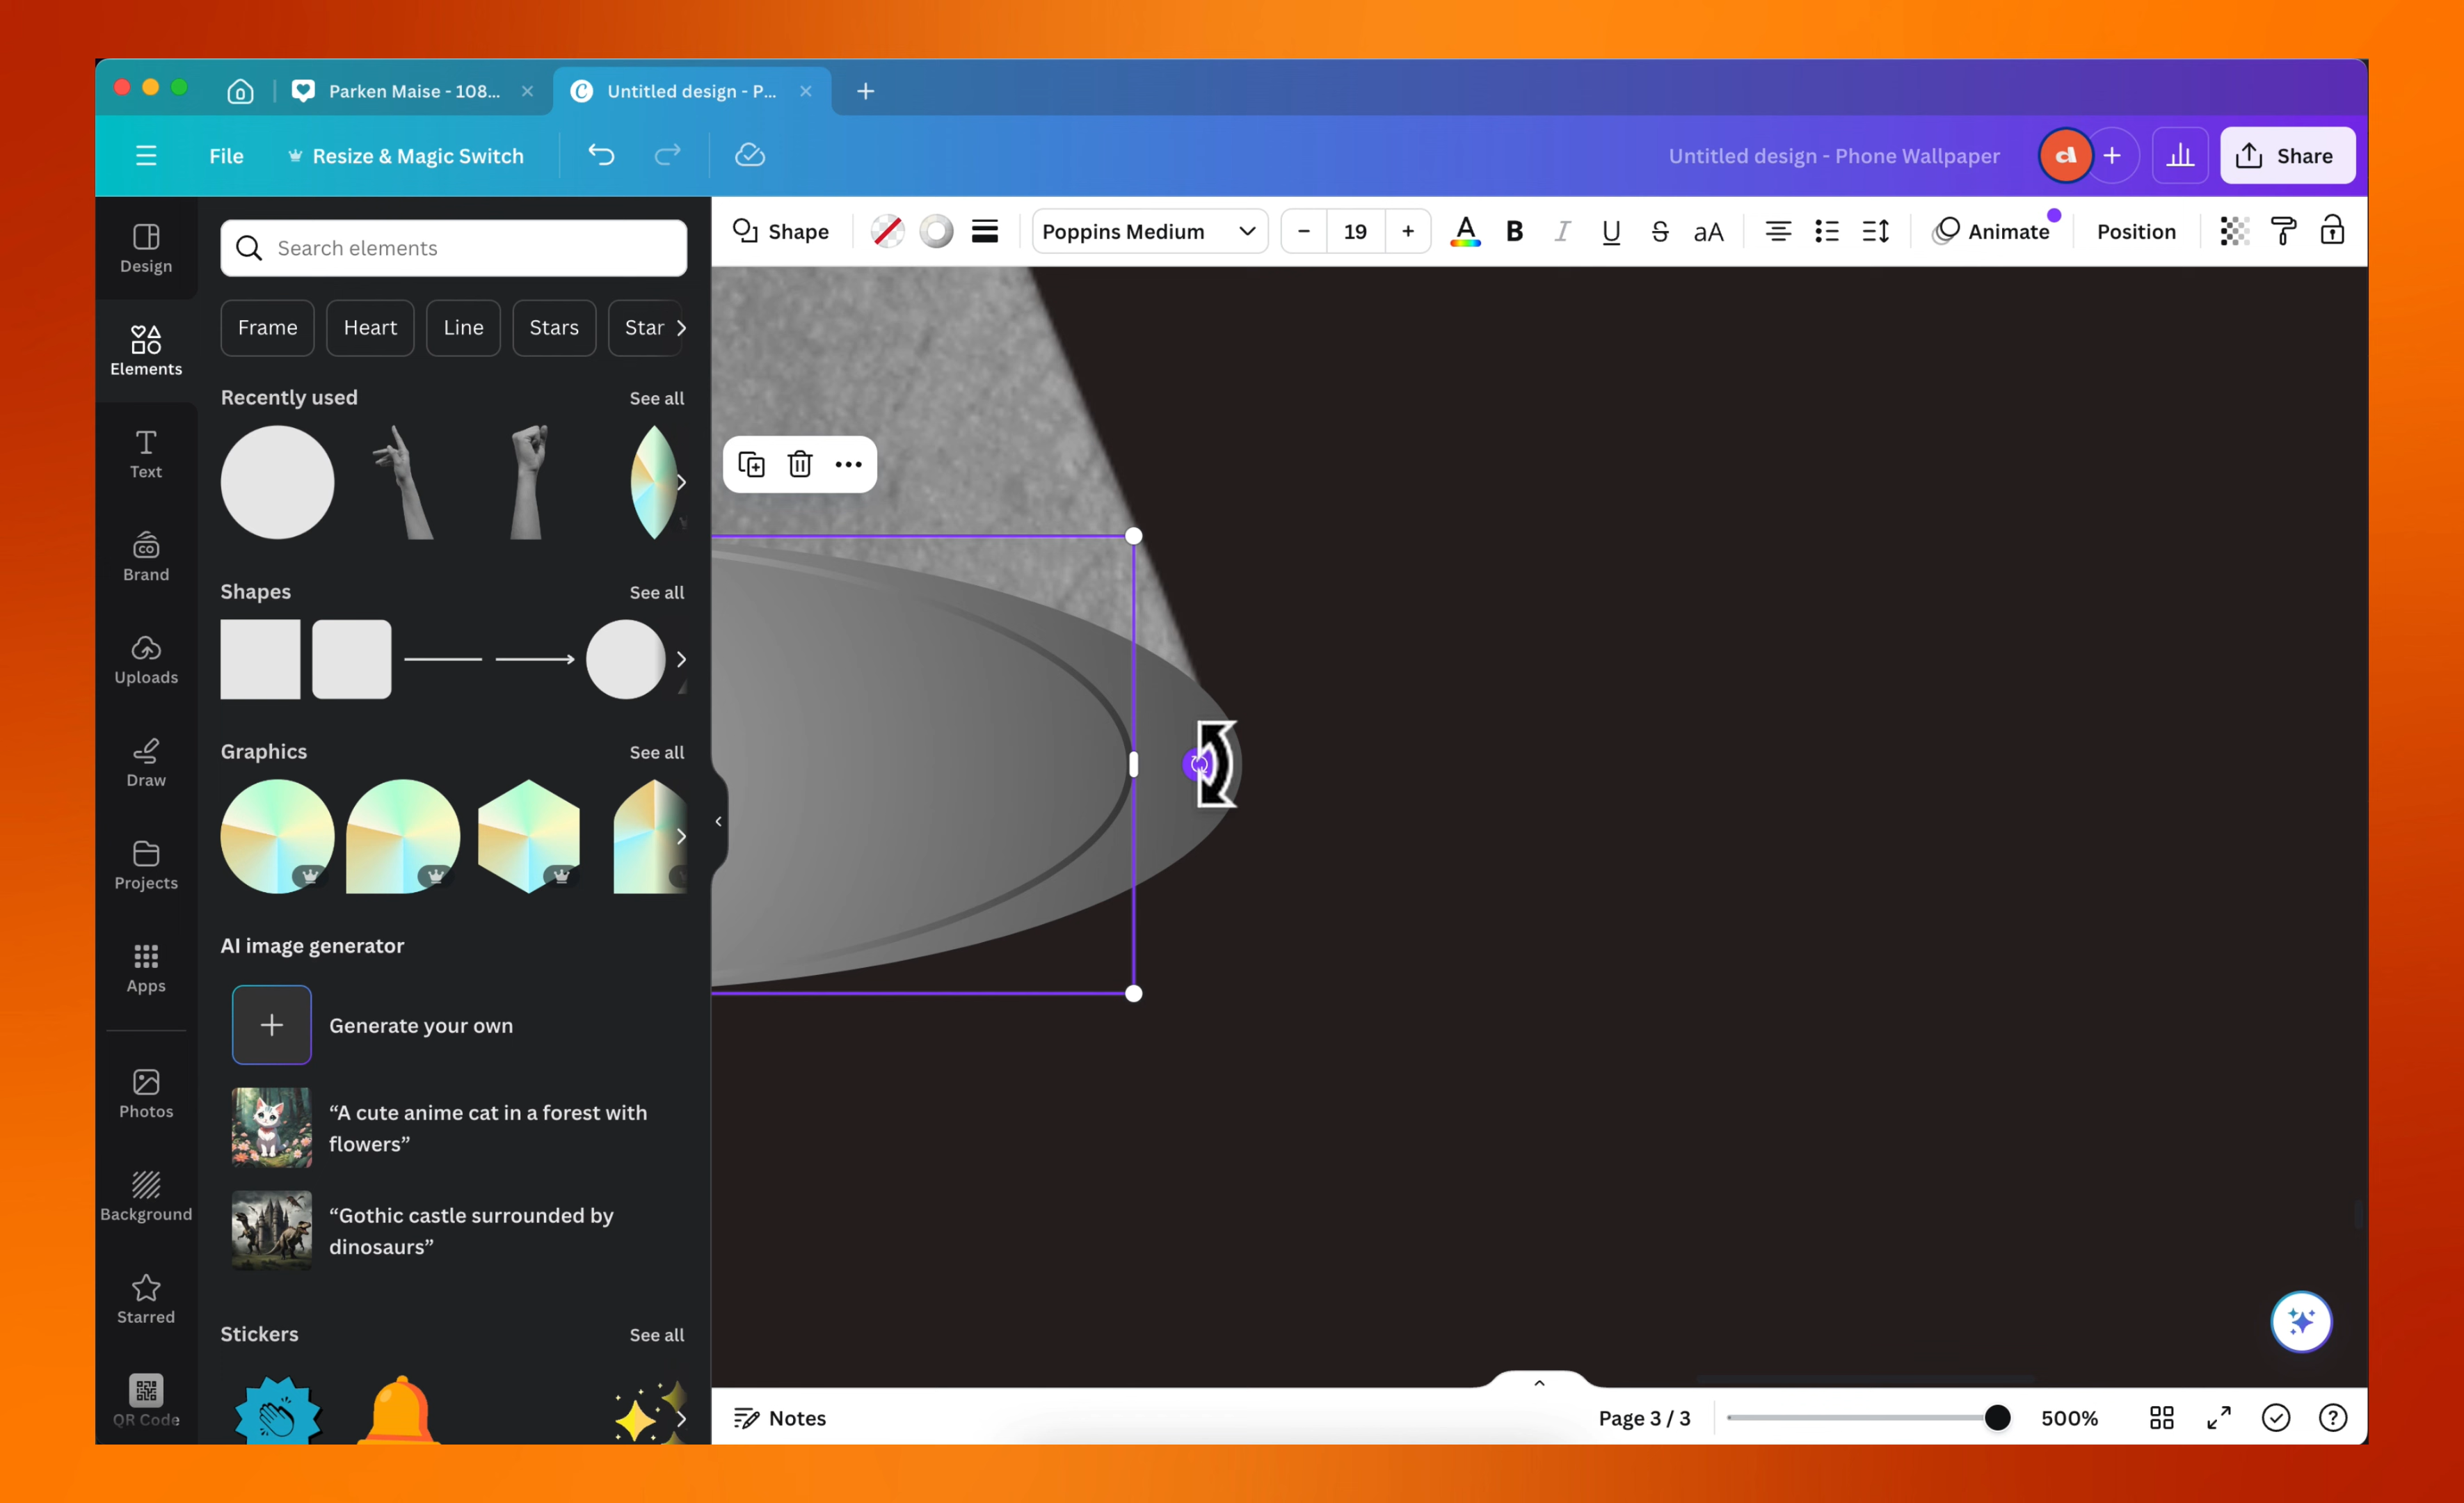 Parken Maise - 108...
Untitled design - P...
File
Resize & Magic Switch
Untitled design - Phone Wallpaper
d
Share
Design
Elements
Text
Brand
Uploads
Draw
Projects
Apps
Photos
Background
Starred
QR Code
Search elements
Frame
Heart
Line
Stars
Star
Recently used
See all
Shapes
See all
Graphics
See all
AI image generator
Generate your own
“A cute anime cat in a forest with
flowers”
“Gothic castle surrounded by
dinosaurs”
Stickers
See all
Shape
Poppins Medium
- 19 +
A B I U S aA
Animate
Position
Notes
Page 3 / 3
500%